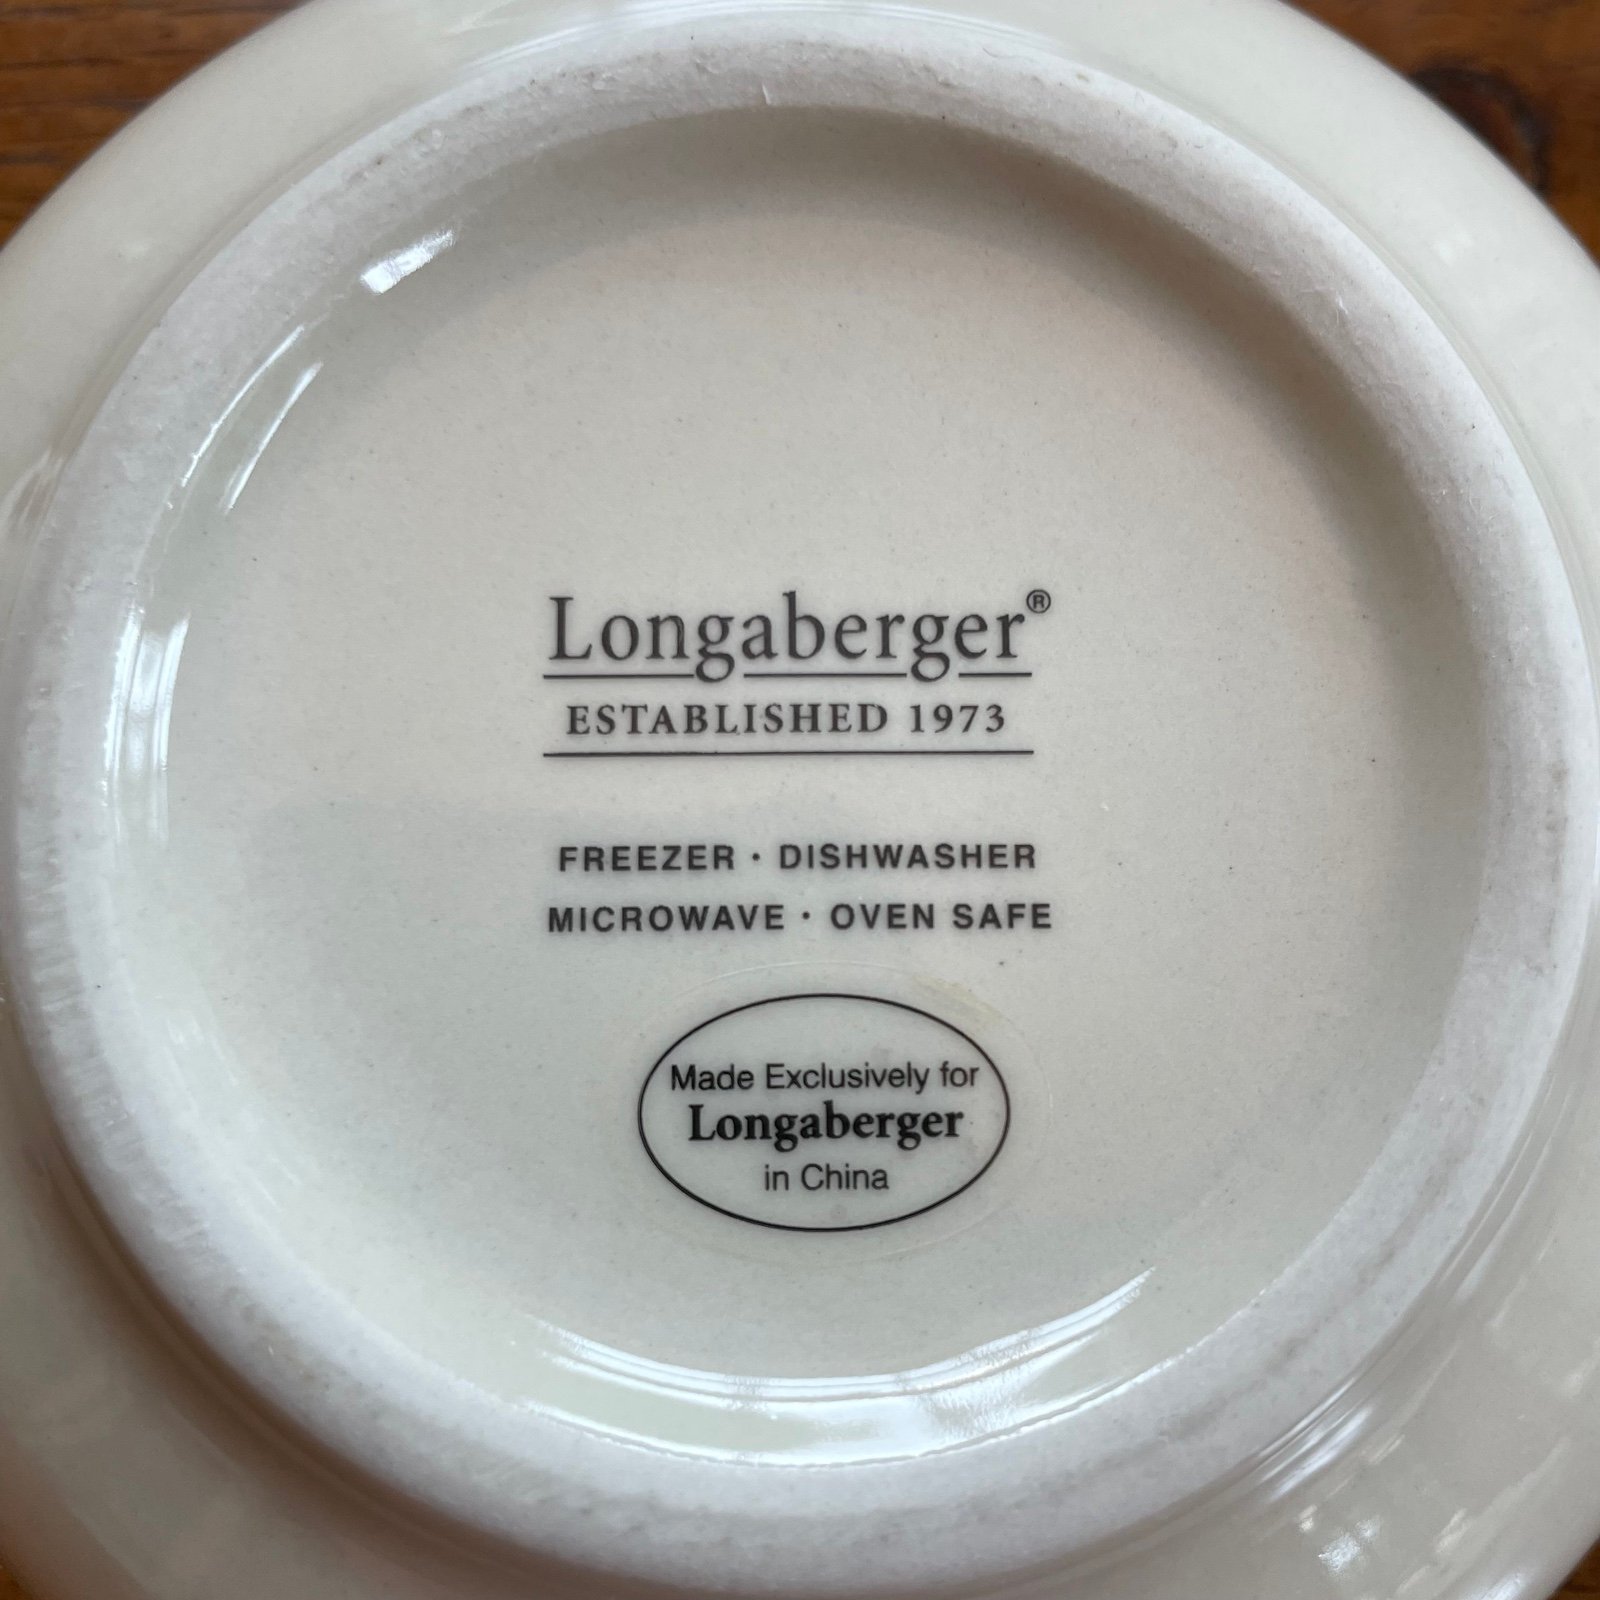 Longaberger®
ESTABLISHED 1973
FREEZER · DISHWASHER
MICROWAVE · OVEN SAFE
Made Exclusively for
Longaberger
in China